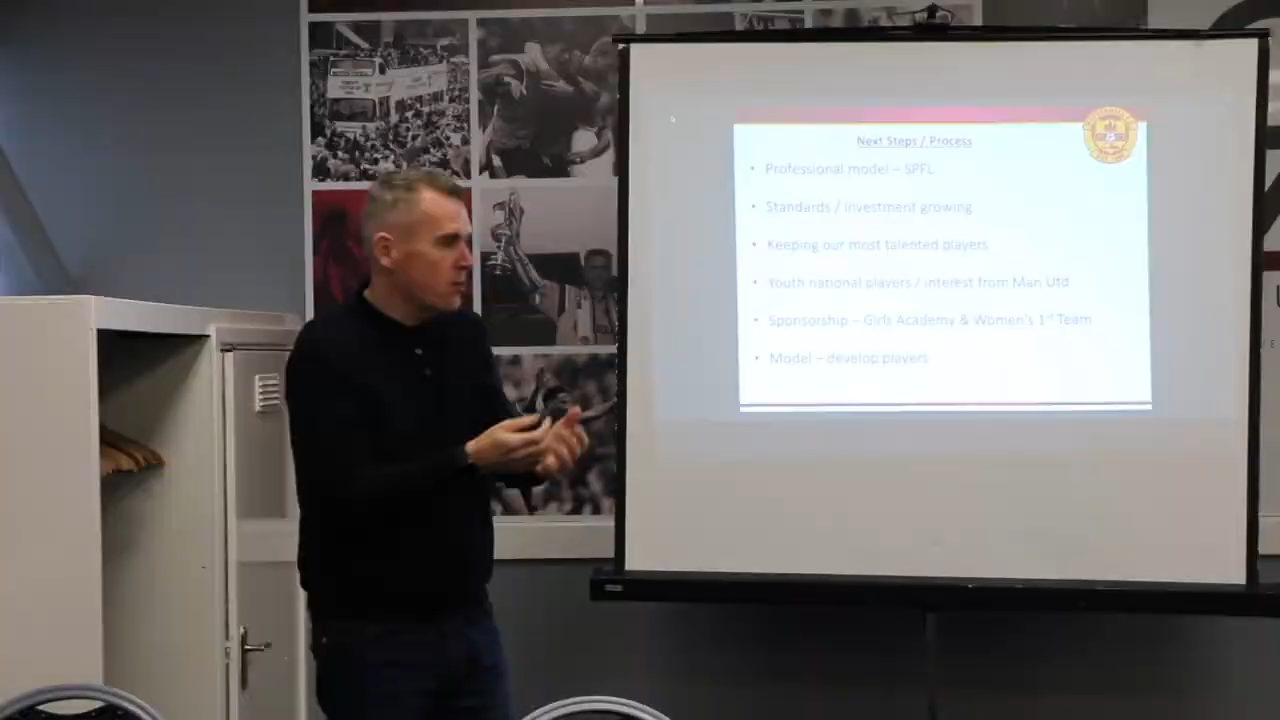 Next Steps / Process
• Professional model – SPFL
• Standards / investment growing
• Keeping our most talented players
• Youth national players / interest from Man Utd
• Sponsorship – Girls Academy & Women's 1st Team
• Model – develop players